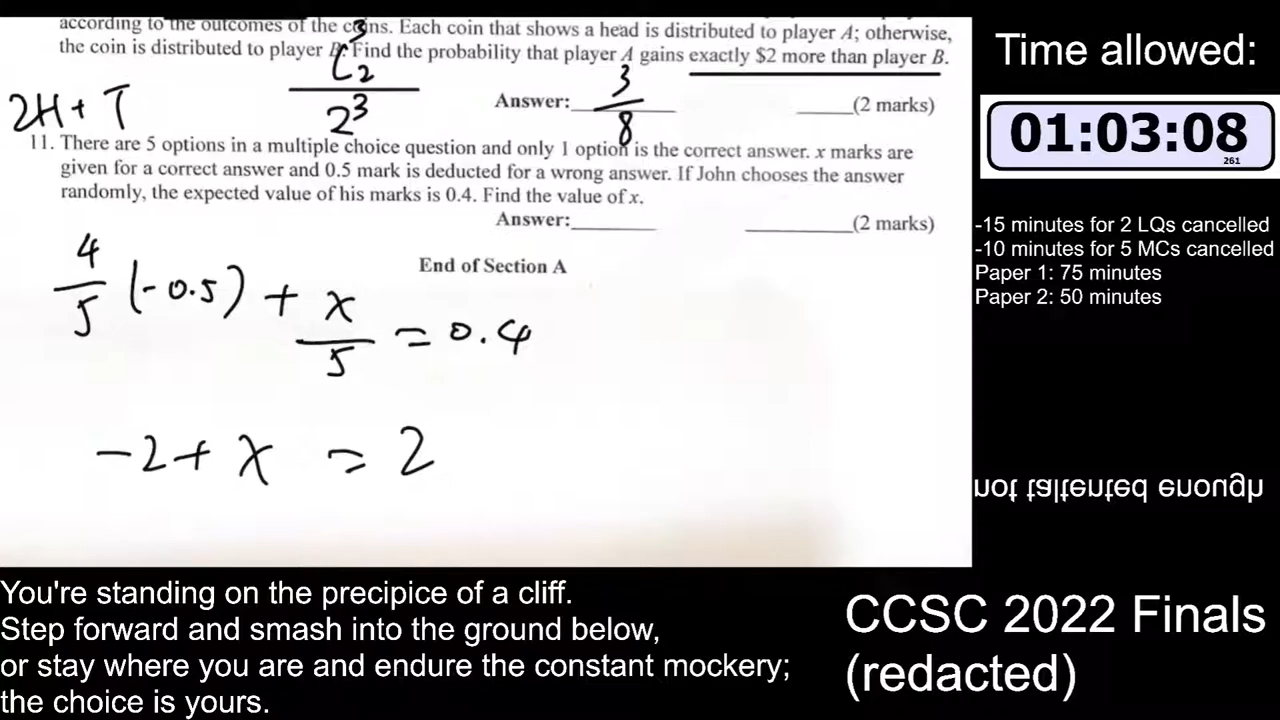 according to the outcomes of the coins. Each coin that shows a head is distributed to player A; otherwise,
the coin is distributed to player B. Find the probability that player A gains exactly $2 more than player B.
2H + T
C 3 2
2^3
Answer:________
3
8
_____(2 marks)
11. There are 5 options in a multiple choice question and only 1 option is the correct answer. x marks are
given for a correct answer and 0.5 mark is deducted for a wrong answer. If John chooses the answer
randomly, the expected value of his marks is 0.4. Find the value of x.
Answer:________ __________(2 marks)
End of Section A
4/5 (-0.5) + x/5 = 0.4
-2 + x = 2
Time allowed:
01:03:08
261
-15 minutes for 2 LQs cancelled
-10 minutes for 5 MCs cancelled
Paper 1: 75 minutes
Paper 2: 50 minutes
not taltented enough
You're standing on the precipice of a cliff.
Step forward and smash into the ground below,
or stay where you are and endure the constant mockery;
the choice is yours.
CCSC 2022 Finals
(redacted)